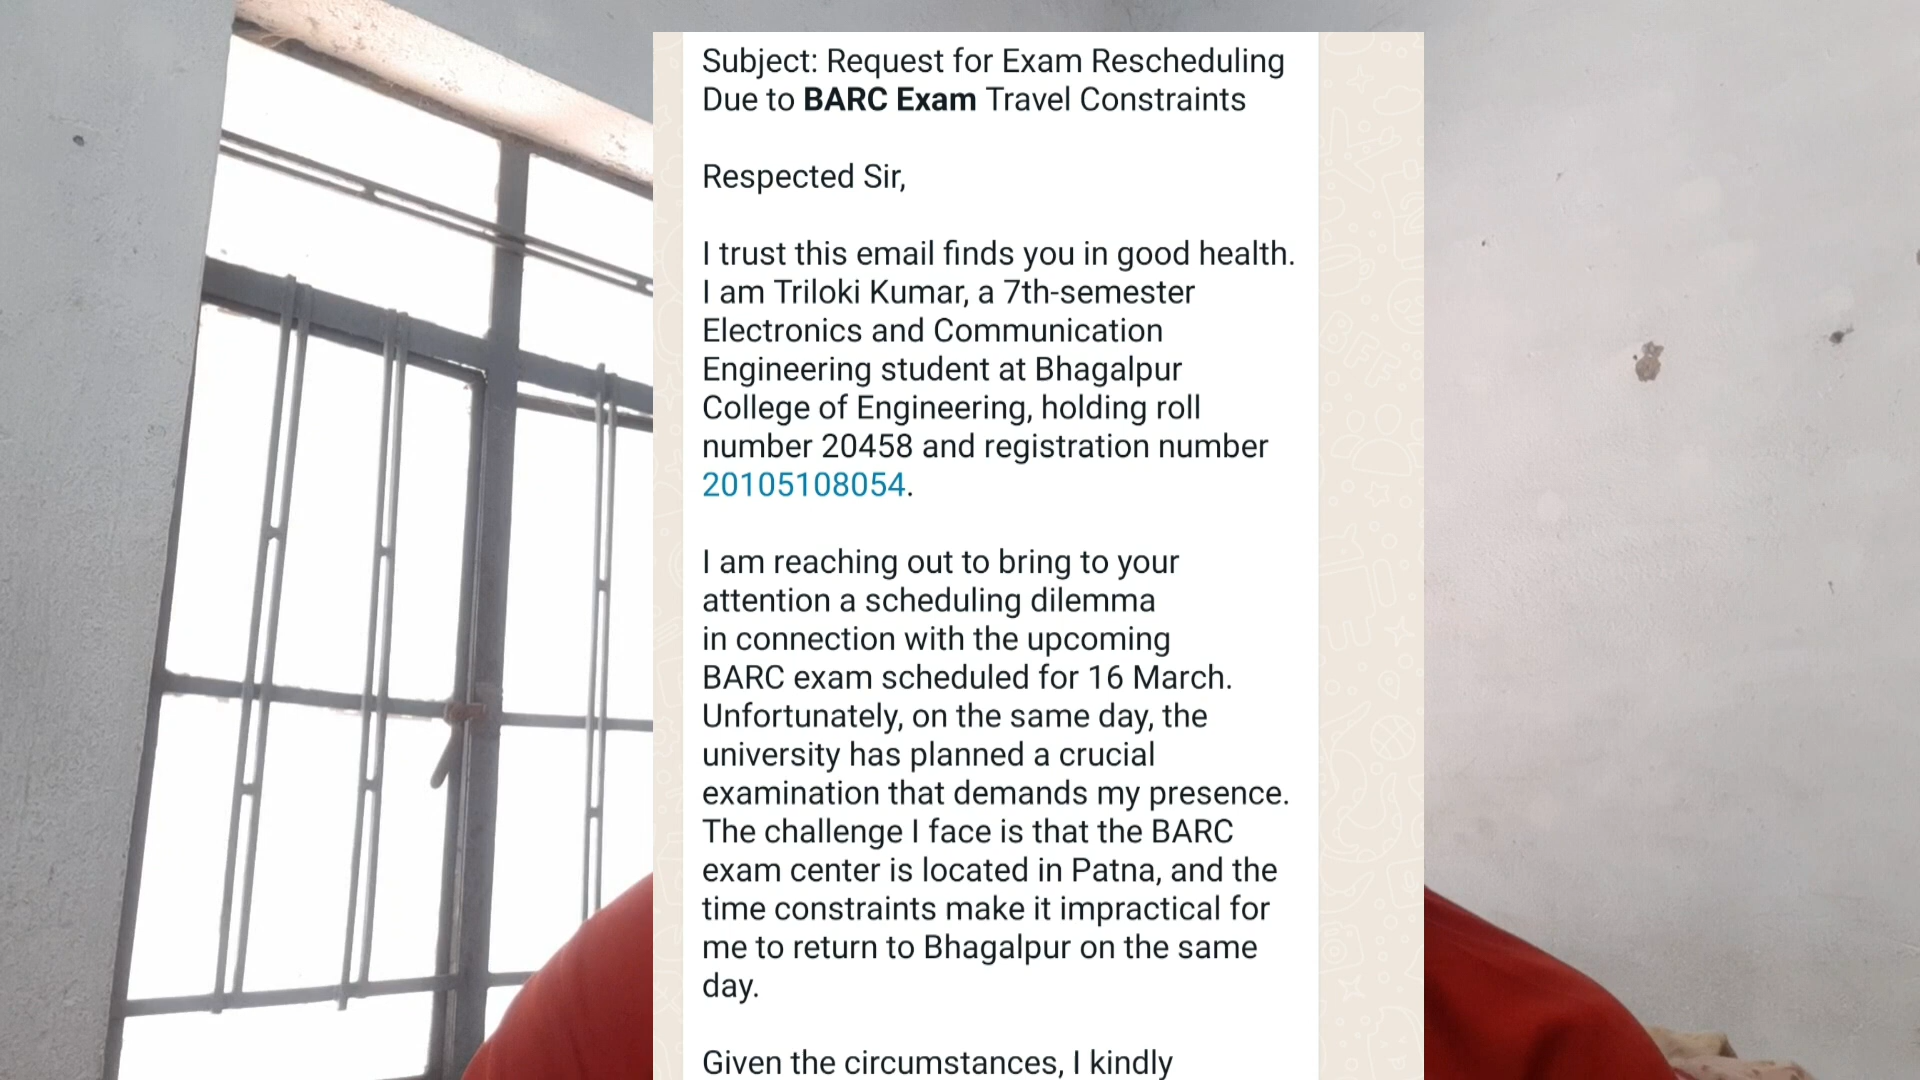 Subject: Request for Exam Rescheduling
Due to BARC Exam Travel Constraints
Respected Sir,
I trust this email finds you in good health.
I am Triloki Kumar, a 7th-semester
Electronics and Communication
Engineering student at Bhagalpur
College of Engineering, holding roll
number 20458 and registration number
20105108054.
I am reaching out to bring to your
attention a scheduling dilemma
in connection with the upcoming
BARC exam scheduled for 16 March.
Unfortunately, on the same day, the
university has planned a crucial
examination that demands my presence.
The challenge I face is that the BARC
exam center is located in Patna, and the
time constraints make it impractical for
me to return to Bhagalpur on the same
day.
Given the circumstances, I kindly